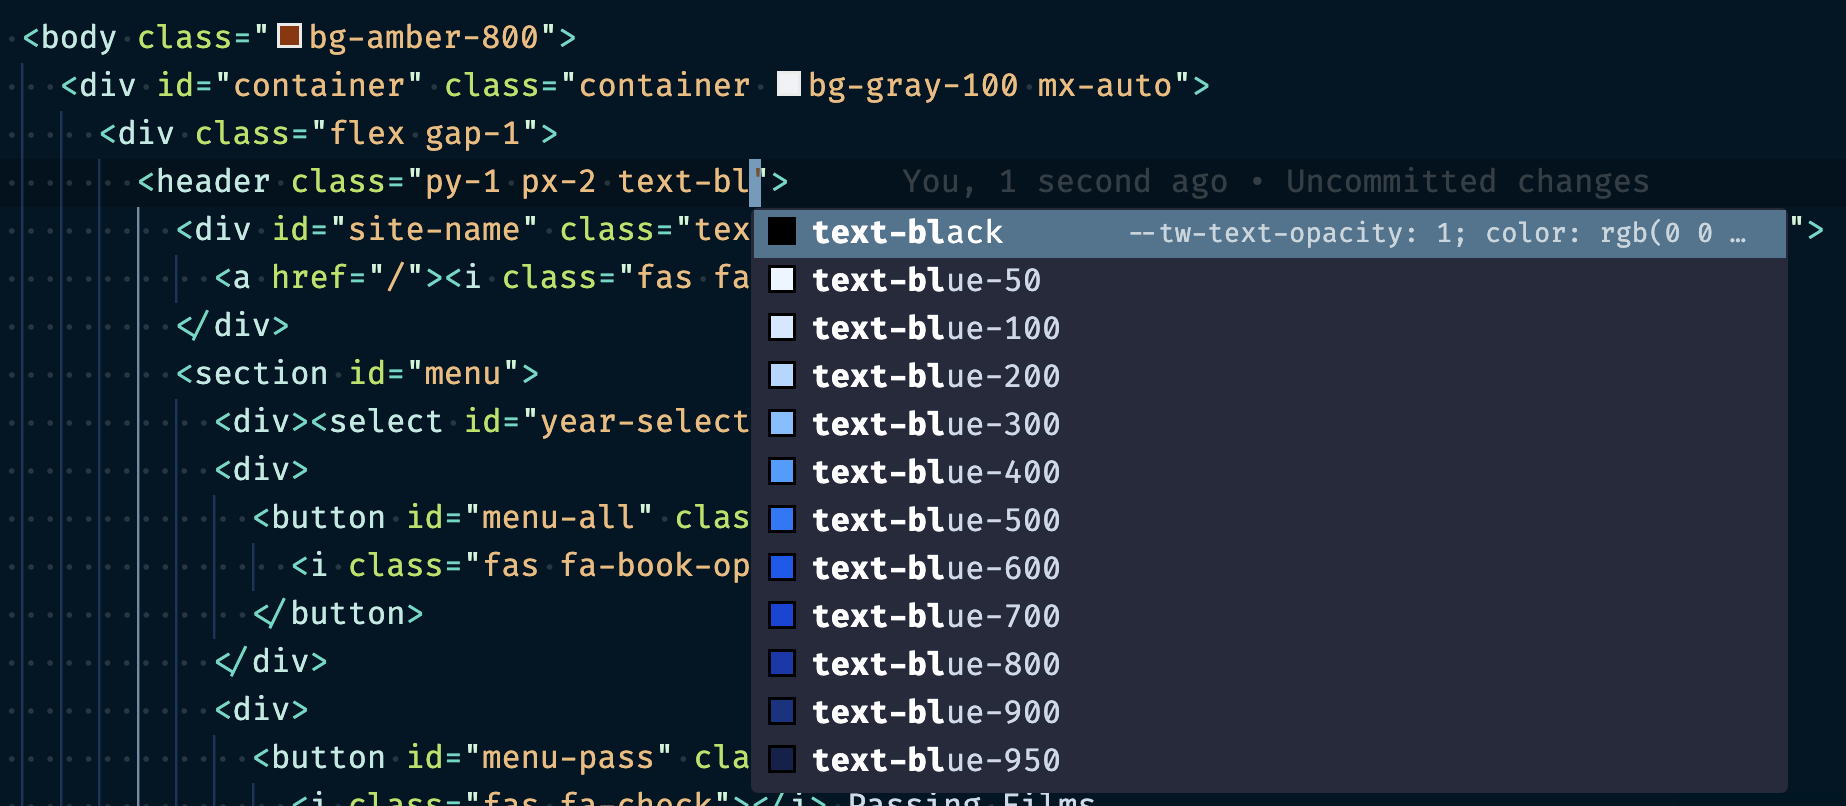 <body class="bg-amber-800">
<div id="container" class="container bg-gray-100 mx-auto">
<div class="flex gap-1">
<header class="py-1 px-2 text-bl"> You, 1 second ago • Uncommitted changes
<div id="site-name" class="tex text-black --tw-text-opacity: 1; color: rgb(0 0 … ">
<a href="/"><i class="fas fa text-blue-50
</div> text-blue-100
<section id="menu"> text-blue-200
<div><select id="year-select text-blue-300
<div> text-blue-400
<button id="menu-all" clas text-blue-500
<i class="fas fa-book-op text-blue-600
</button> text-blue-700
</div> text-blue-800
<div> text-blue-900
<button id="menu-pass" cla text-blue-950
<i class="fas fa-check"></i> Passing Films